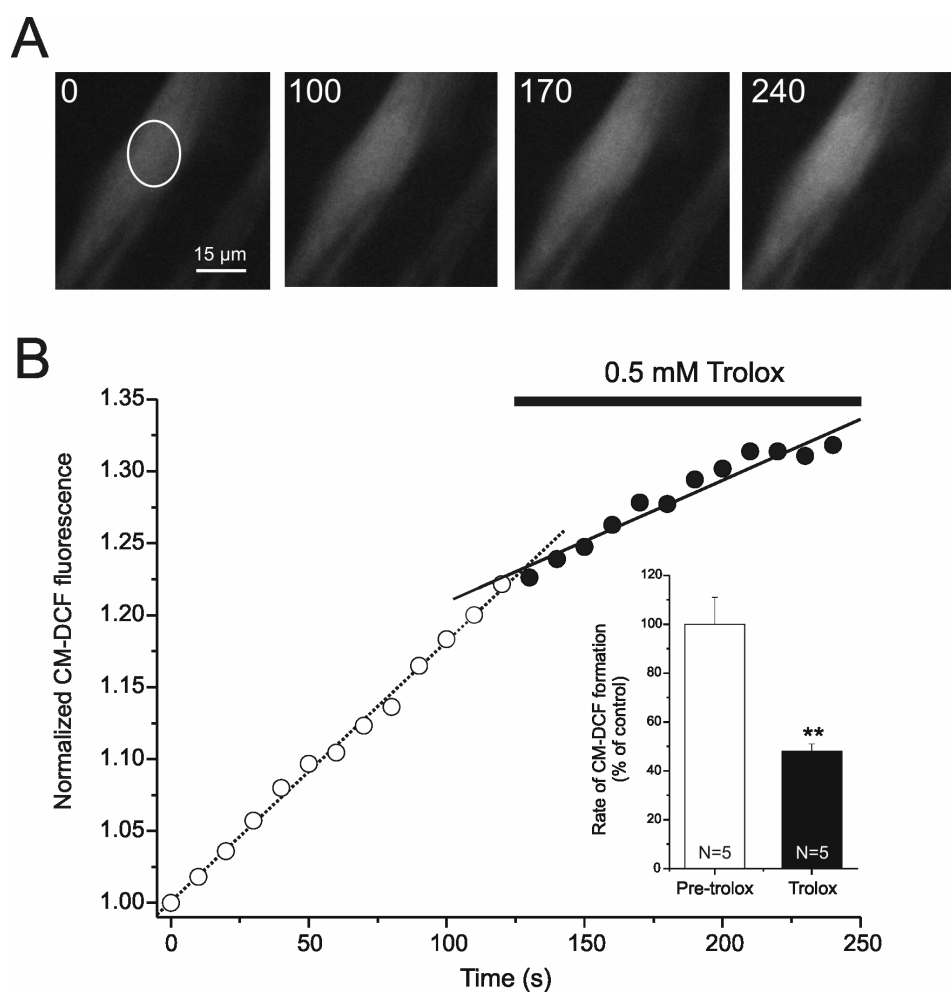 A
0
100
170
240
15 µm
B
0.5 mM Trolox
1.35
1.30
1.25
1.20
1.15
1.10
1.05
1.00
Normalized CM-DCF fluorescence
0
50
100
150
200
250
Time (s)
120
100
80
60
40
20
0
Rate of CM-DCF formation
(% of control)
**
N=5
N=5
Pre-trolox
Trolox